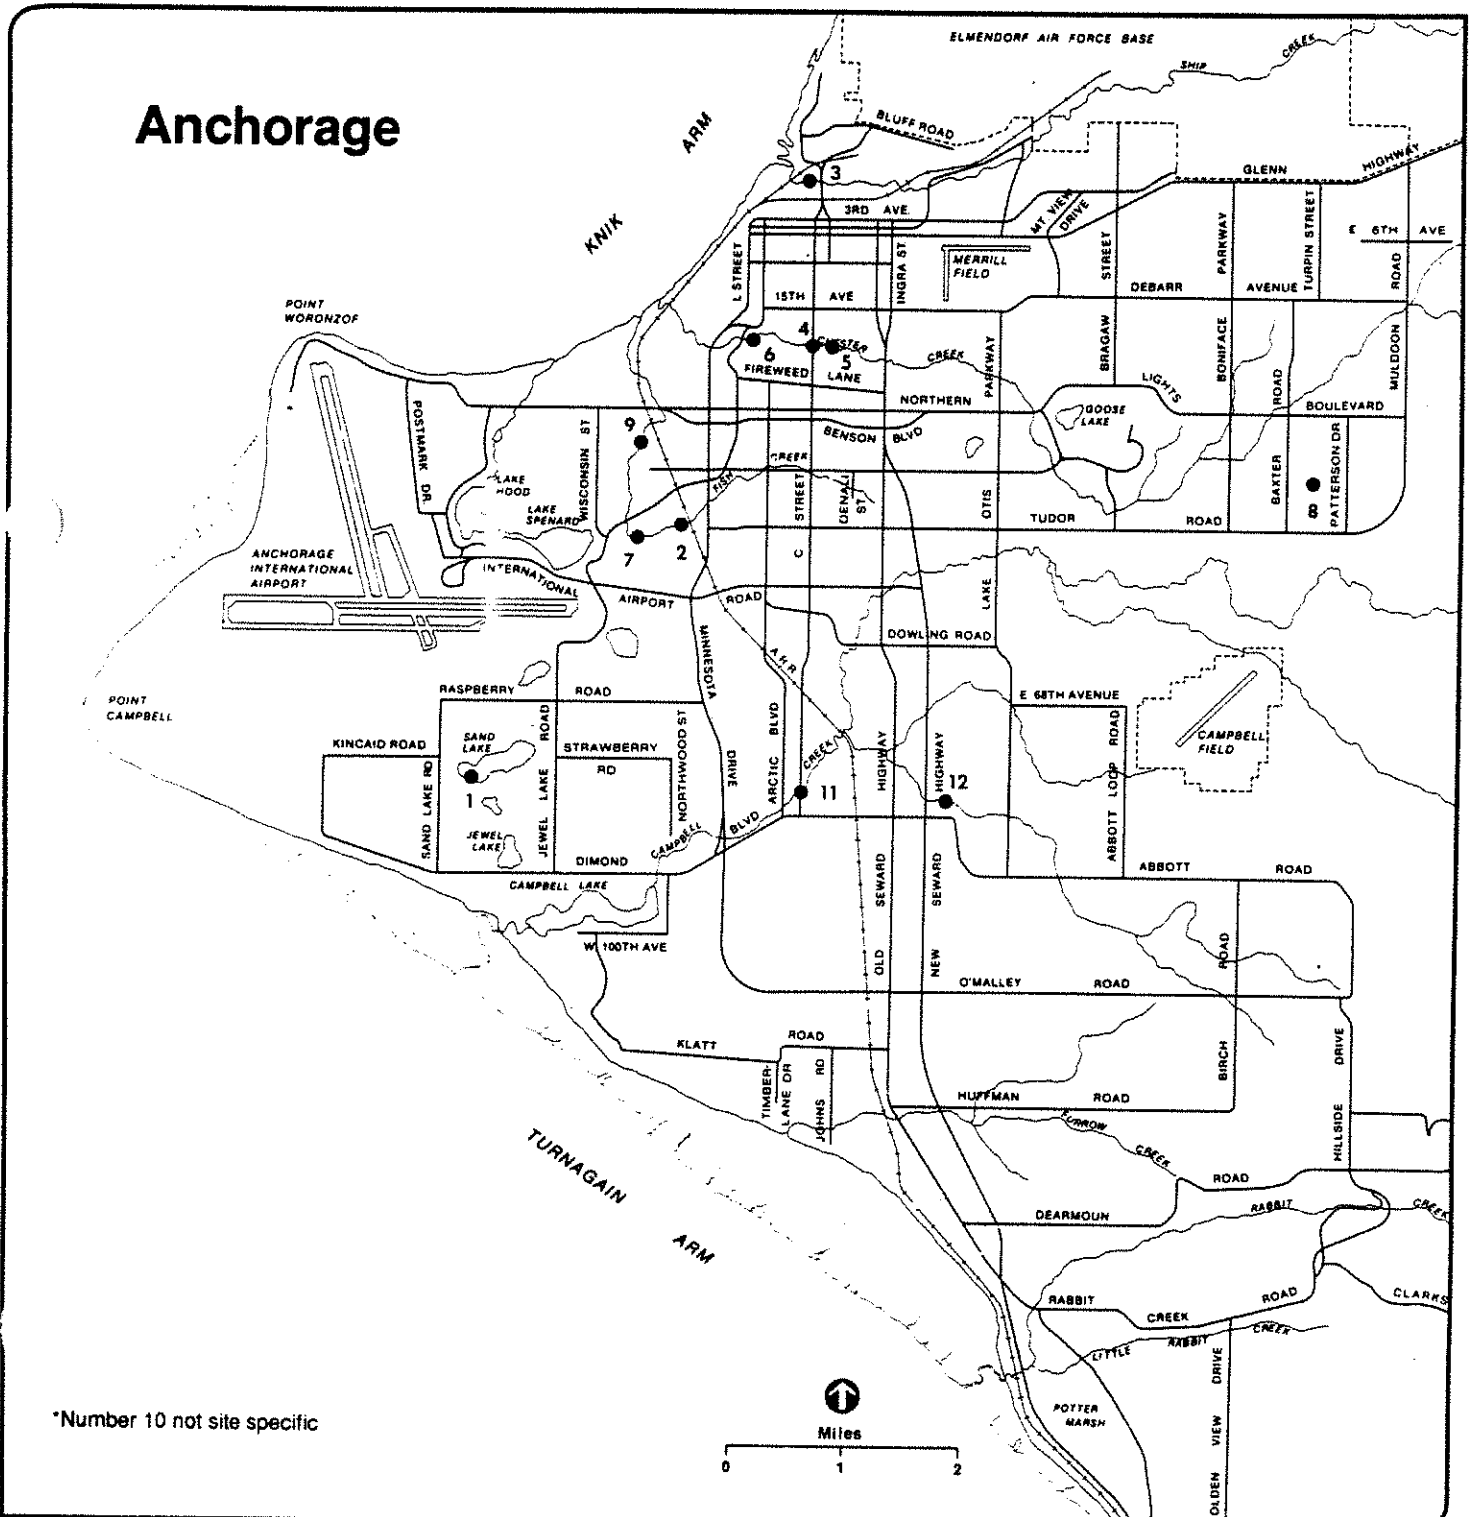 ELMENDORF AIR FORCE BASE
SHIP CREEK
Anchorage
KNIK ARM
BLUFF ROAD
GLENN HIGHWAY
3
3RD AVE.
MT VIEW DRIVE
E 6TH AVE
L STREET
INGRA ST
MERRILL FIELD
BRAGAW STREET
BONIFACE PARKWAY
TURPIN STREET
MULDOON ROAD
15TH AVE
DEBARR AVENUE
POINT WORONZOF
4
5
6
CHESTER CREEK
FIREWEED LANE
NORTHERN LIGHTS BOULEVARD
BENSON BLVD
GOOSE LAKE
POSTMARK DR.
WISCONSIN ST
9
LAKE HOOD
LAKE SPENARD
FISH CREEK
C STREET
DENALI ST
OTIS LAKE PARKWAY
BAXTER ROAD
PATTERSON DR
8
TUDOR ROAD
7
2
ANCHORAGE INTERNATIONAL AIRPORT
INTERNATIONAL AIRPORT ROAD
DOWLING ROAD
MINNESOTA DRIVE
A K R
POINT CAMPBELL
RASPBERRY ROAD
E 68TH AVENUE
CAMPBELL FIELD
KINCAID ROAD
SAND LAKE
STRAWBERRY RD
NORTHWOOD ST
ARCTIC BLVD
CAMPBELL CREEK
OLD SEWARD HIGHWAY
NEW SEWARD HIGHWAY
1
11
12
SAND LAKE RD
JEWEL LAKE
JEWEL LAKE ROAD
ABBOTT LOOP ROAD
DIMOND BLVD
ABBOTT ROAD
CAMPBELL LAKE
W. 100TH AVE
O'MALLEY ROAD
BIRCH ROAD
KLATT ROAD
TIMBER-
LANE DR
JOHNS RD
HUFFMAN ROAD
HILLSIDE DRIVE
FURROW CREEK
TURNAGAIN ARM
DEARMOUN ROAD
RABBIT CREEK
RABBIT CREEK ROAD
CLARKS
LITTLE RABBIT CREEK
POTTER MARSH
OLDEN VIEW DRIVE
*Number 10 not site specific
Miles
0 1 2